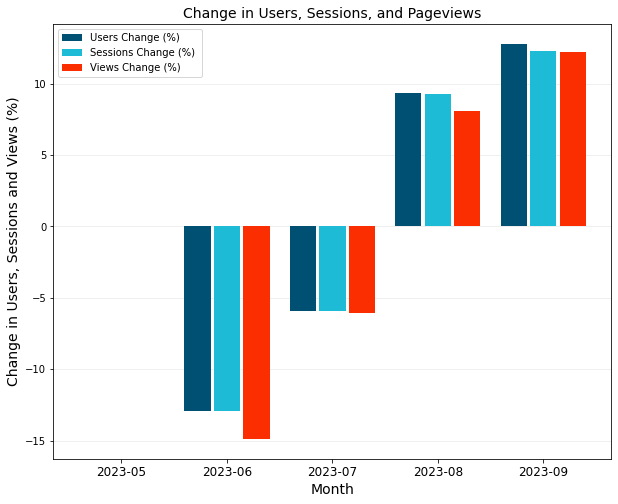 Change in Users, Sessions, and Pageviews
Users Change (%)
Sessions Change (%)
Views Change (%)
Change in Users, Sessions and Views (%)
10
5
0
−5
−10
−15
2023-05 2023-06 2023-07 2023-08 2023-09
Month